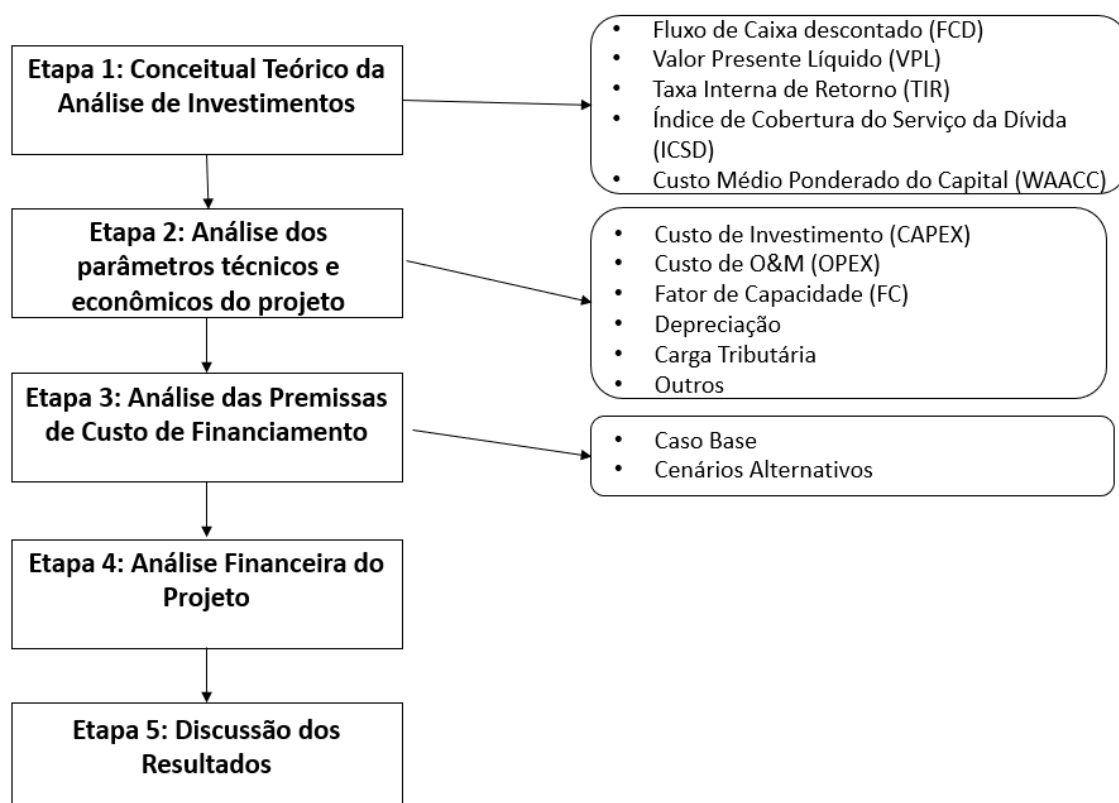 Etapa 1: Conceitual Teórico da
Análise de Investimentos
• Fluxo de Caixa descontado (FCD)
• Valor Presente Líquido (VPL)
• Taxa Interna de Retorno (TIR)
• Índice de Cobertura do Serviço da Dívida
(ICSD)
• Custo Médio Ponderado do Capital (WAACC)
Etapa 2: Análise dos
parâmetros técnicos e
econômicos do projeto
• Custo de Investimento (CAPEX)
• Custo de O&M (OPEX)
• Fator de Capacidade (FC)
• Depreciação
• Carga Tributária
• Outros
Etapa 3: Análise das Premissas
de Custo de Financiamento
• Caso Base
• Cenários Alternativos
Etapa 4: Análise Financeira do
Projeto
Etapa 5: Discussão dos
Resultados